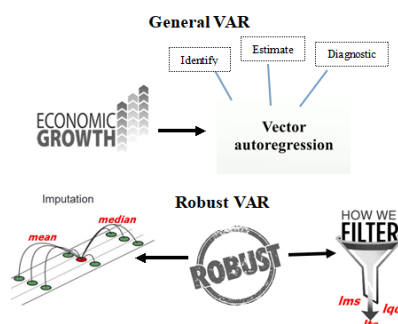 General VAR
Estimate
Diagnostic
Identify
ECONOMIC
GROWTH
Vector
autoregression
Imputation
Robust VAR
HOW WE
FILTER
median
mean
ROBUST
lms
lqd